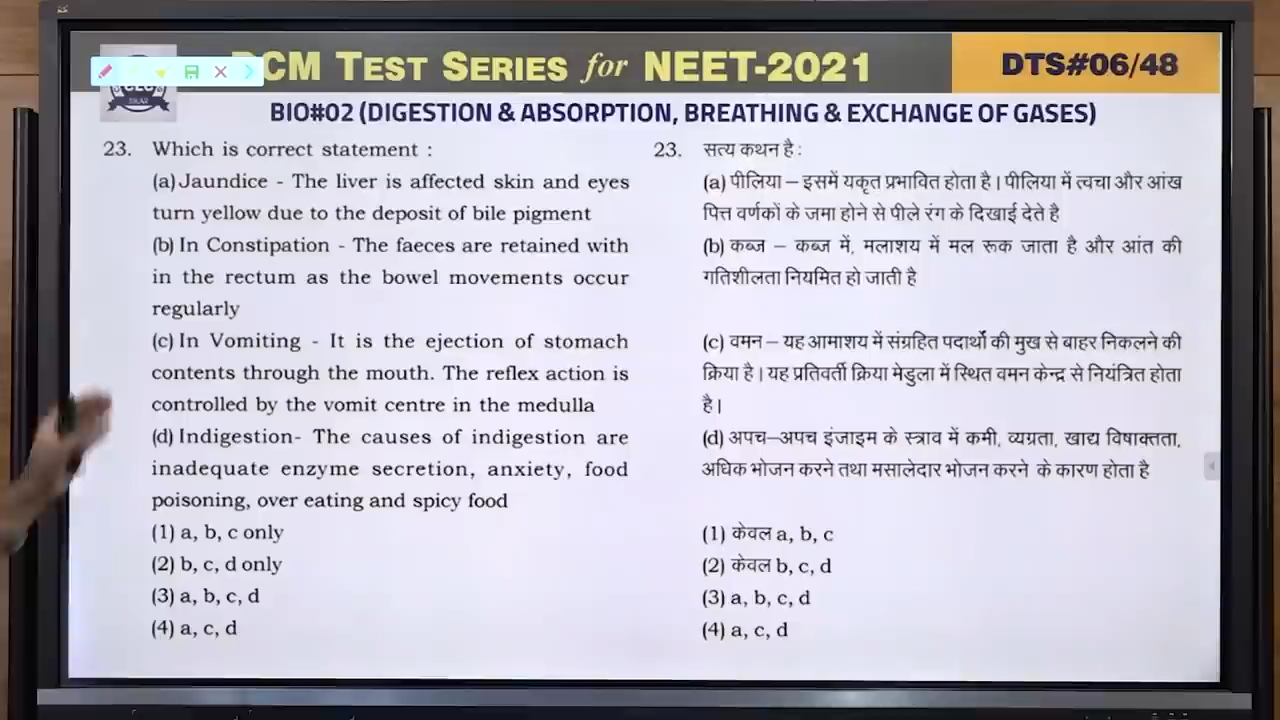 DCM TEST SERIES for NEET-2021
DTS#06/48
CLC
SIKAR
BIO#02 (DIGESTION & ABSORPTION, BREATHING & EXCHANGE OF GASES)
23. Which is correct statement :
(a) Jaundice - The liver is affected skin and eyes
turn yellow due to the deposit of bile pigment
(b) In Constipation - The faeces are retained with
in the rectum as the bowel movements occur
regularly
(c) In Vomiting - It is the ejection of stomach
contents through the mouth. The reflex action is
controlled by the vomit centre in the medulla
(d) Indigestion- The causes of indigestion are
inadequate enzyme secretion, anxiety, food
poisoning, over eating and spicy food
(1) a, b, c only
(2) b, c, d only
(3) a, b, c, d
(4) a, c, d
23. सत्य कथन है :
(a) पीलिया – इसमें यकृत प्रभावित होता है। पीलिया में त्वचा और आंख
पित्त वर्णकों के जमा होने से पीले रंग के दिखाई देते है
(b) कब्ज – कब्ज में, मलाशय में मल रूक जाता है और आंत की
गतिशीलता नियमित हो जाती है
(c) वमन – यह आमाशय में संग्रहित पदार्थों की मुख से बाहर निकलने की
क्रिया है। यह प्रतिवर्ती क्रिया मेडुला में स्थित वमन केन्द्र से नियंत्रित होता
है।
(d) अपच–अपच इंजाइम के स्त्राव में कमी, व्यग्रता, खाद्य विषाक्तता,
अधिक भोजन करने तथा मसालेदार भोजन करने के कारण होता है
(1) केवल a, b, c
(2) केवल b, c, d
(3) a, b, c, d
(4) a, c, d